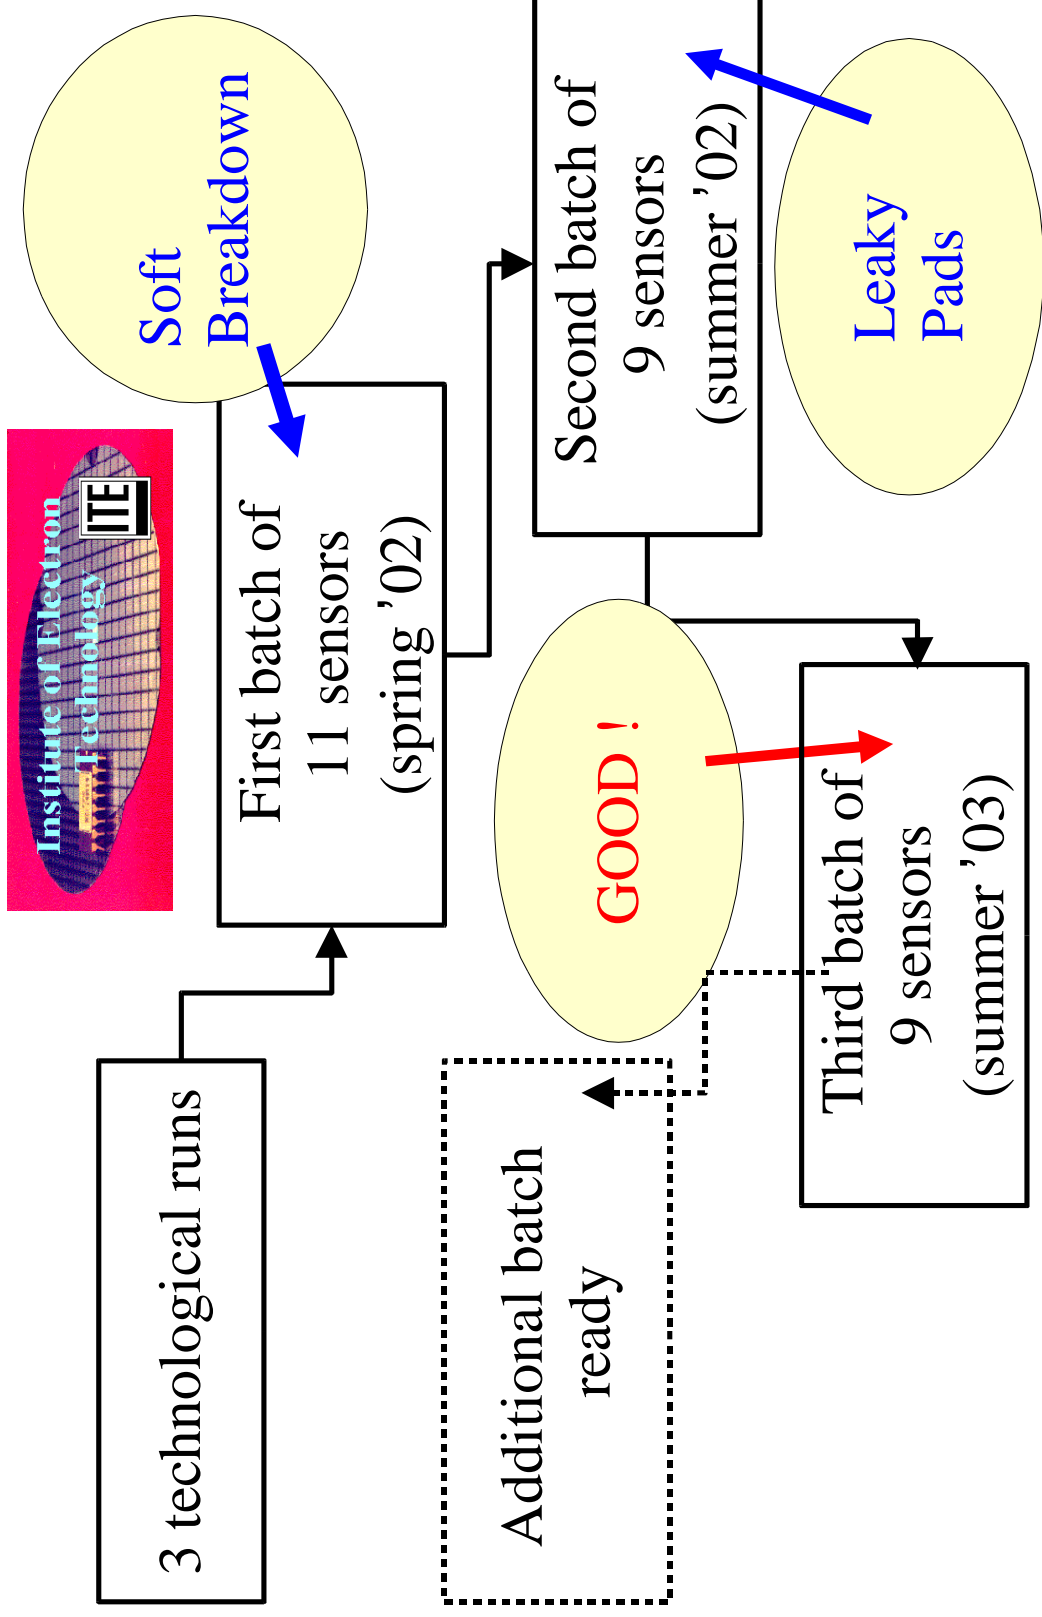 Institute of Electron
Technology
ITE
3 technological runs
First batch of
11 sensors
(spring ’02)
Soft
Breakdown
Second batch of
9 sensors
(summer ’02)
Leaky
Pads
GOOD !
Third batch of
9 sensors
(summer ’03)
Additional batch
ready